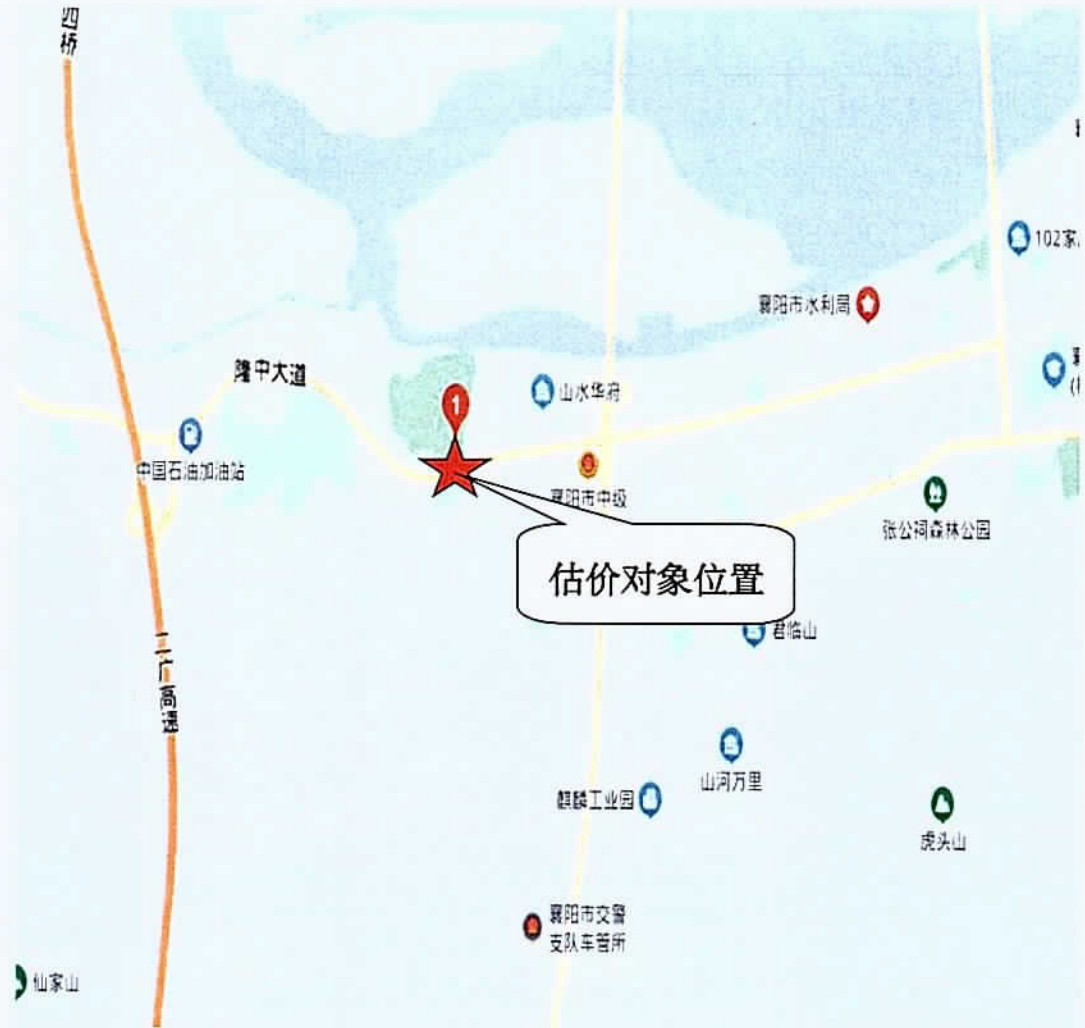 四桥
102家
襄阳市水利局
隆中大道
山水华府
1
中国石油加油站
襄阳市中级
张公祠森林公园
估价对象位置
君临山
二广高速
山河万里
麒麟工业园
虎头山
襄阳市交警
支队车管所
仙家山